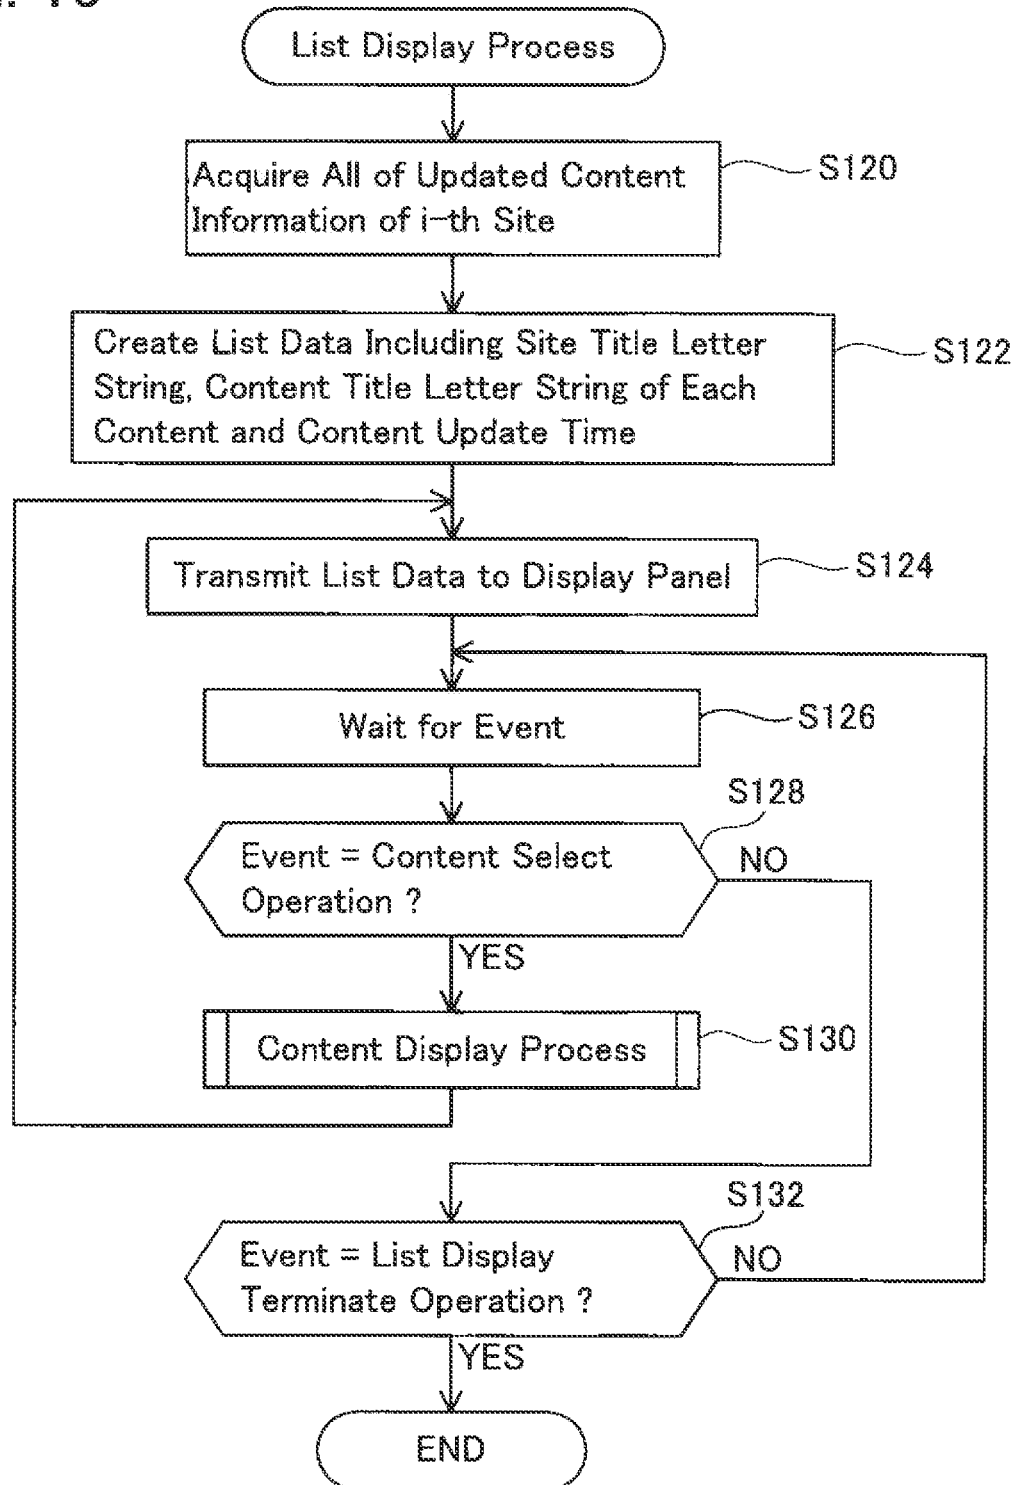 List Display Process
Acquire All of Updated Content
Information of i-th Site
S120
Create List Data Including Site Title Letter
String, Content Title Letter String of Each
Content and Content Update Time
S122
Transmit List Data to Display Panel
S124
Wait for Event
S126
S128
Event = Content Select
Operation ?
NO
YES
Content Display Process
S130
S132
Event = List Display
Terminate Operation ?
NO
YES
END